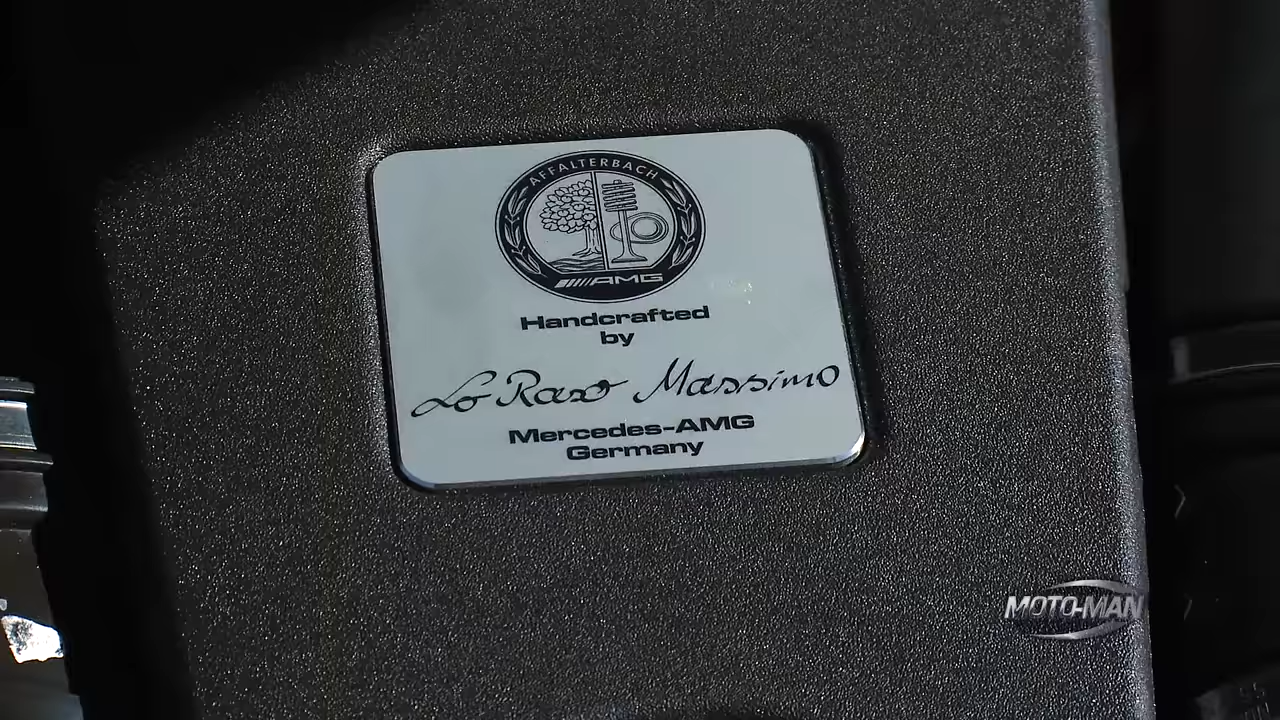 AFFALTERBACH
AMG
Handcrafted
by
Lo Raso Massimo
Mercedes-AMG
Germany
MOTO-MAN